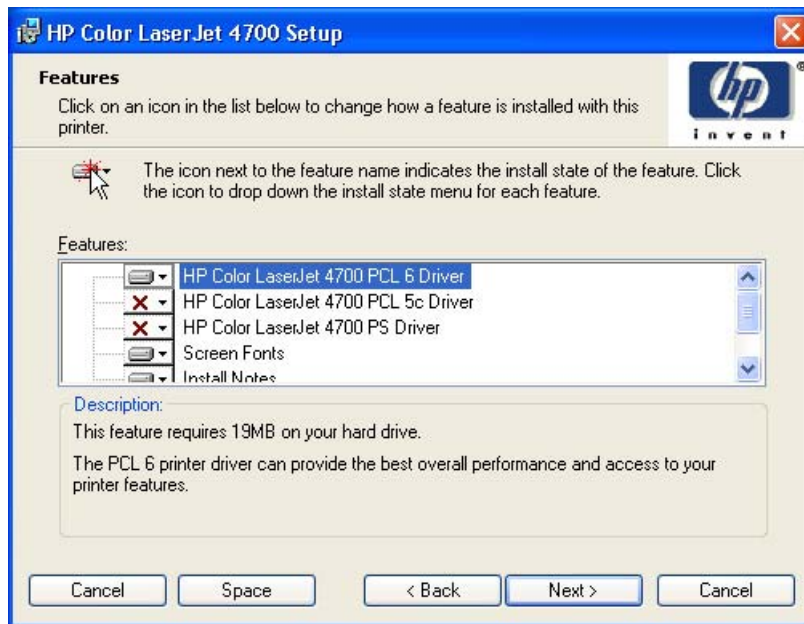 HP Color LaserJet 4700 Setup
Features
Click on an icon in the list below to change how a feature is installed with this
printer.
hp
®
invent
The icon next to the feature name indicates the install state of the feature. Click
the icon to drop down the install state menu for each feature.
Features:
HP Color LaserJet 4700 PCL 6 Driver
HP Color LaserJet 4700 PCL 5c Driver
HP Color LaserJet 4700 PS Driver
Screen Fonts
Install Notes
Description:
This feature requires 19MB on your hard drive.
The PCL 6 printer driver can provide the best overall performance and access to your
printer features.
Cancel
Space
< Back
Next >
Cancel